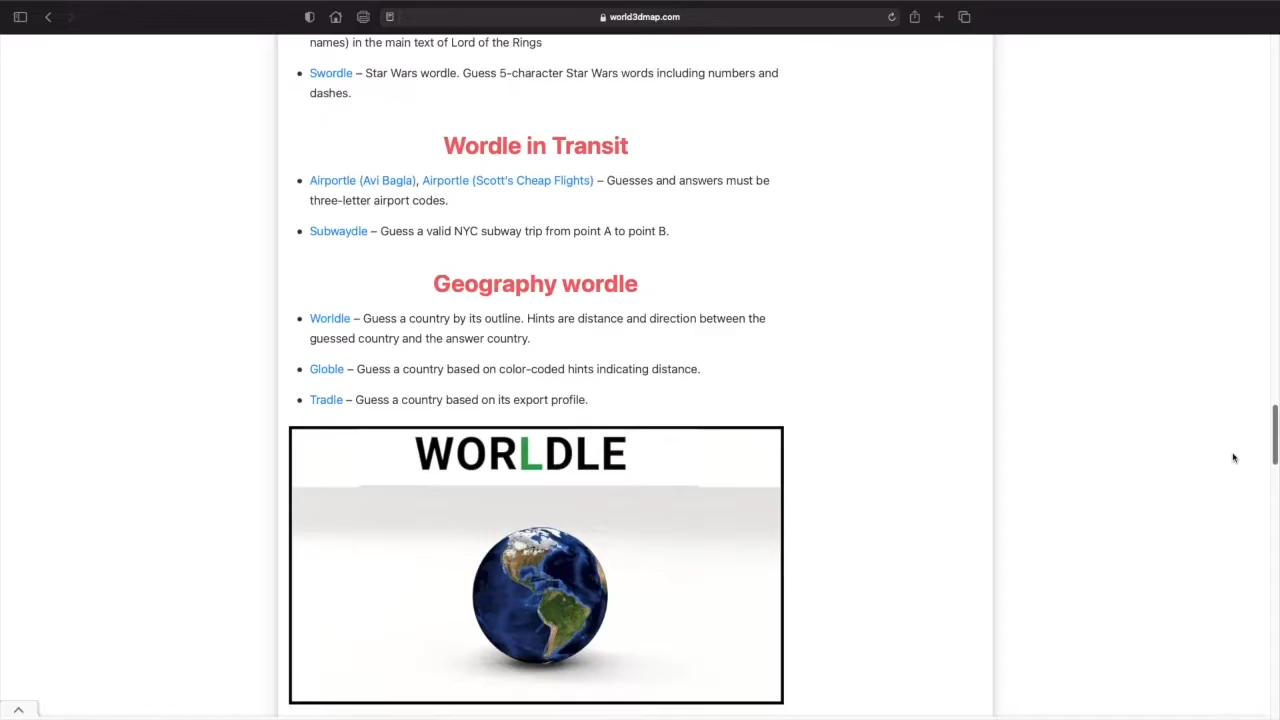 world3dmap.com
names) in the main text of Lord of the Rings
Swordle – Star Wars wordle. Guess 5-character Star Wars words including numbers and
dashes.
Wordle in Transit
Airportle (Avi Bagla), Airportle (Scott's Cheap Flights) – Guesses and answers must be
three-letter airport codes.
Subwaydle – Guess a valid NYC subway trip from point A to point B.
Geography wordle
Worldle – Guess a country by its outline. Hints are distance and direction between the
guessed country and the answer country.
Globle – Guess a country based on color-coded hints indicating distance.
Tradle – Guess a country based on its export profile.
WORLDLE